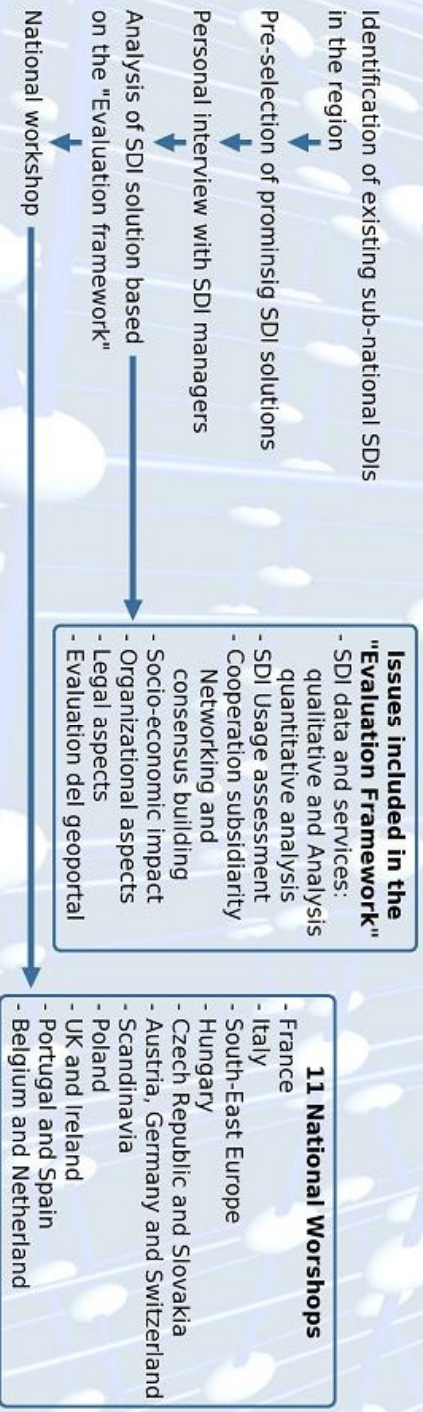 Identification of existing sub-national SDIs
in the region
Pre-selection of prominsig SDI solutions
Personal interview with SDI managers
Analysis of SDI solution based
on the "Evaluation framework"
National workshop
Issues included in the
"Evaluation Framework"
- SDI data and services:
qualitative and Analysis
quantitative analysis
- SDI Usage assessment
- Cooperation subsidiarity
Networking and
consensus building
- Socio-economic impact
- Organizational aspects
- Legal aspects
- Evaluation del geoportal
11 National Worshops
- France
- Italy
- South-East Europe
- Hungary
- Czech Republic and Slovakia
- Austria, Germany and Switzerland
- Scandinavia
- Poland
- UK and Ireland
- Portugal and Spain
- Belgium and Netherland